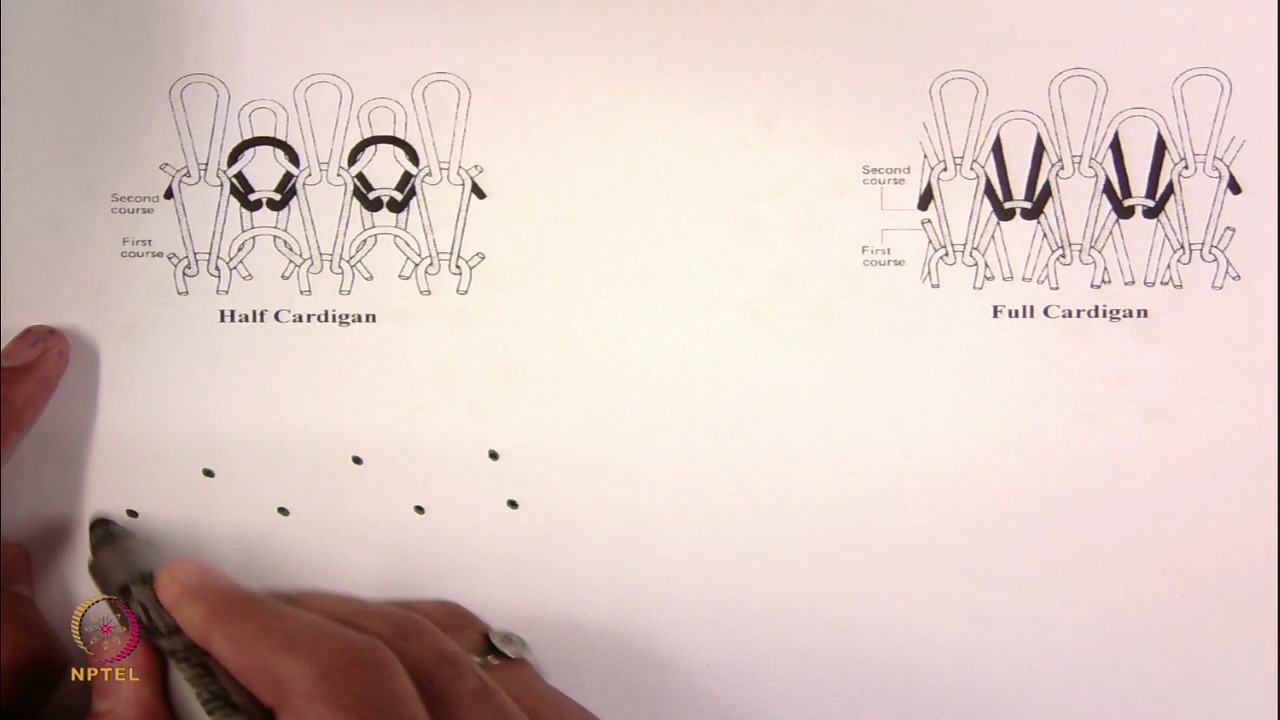 Second
course
First
course
Half Cardigan
Second
course
First
course
Full Cardigan
NPTEL